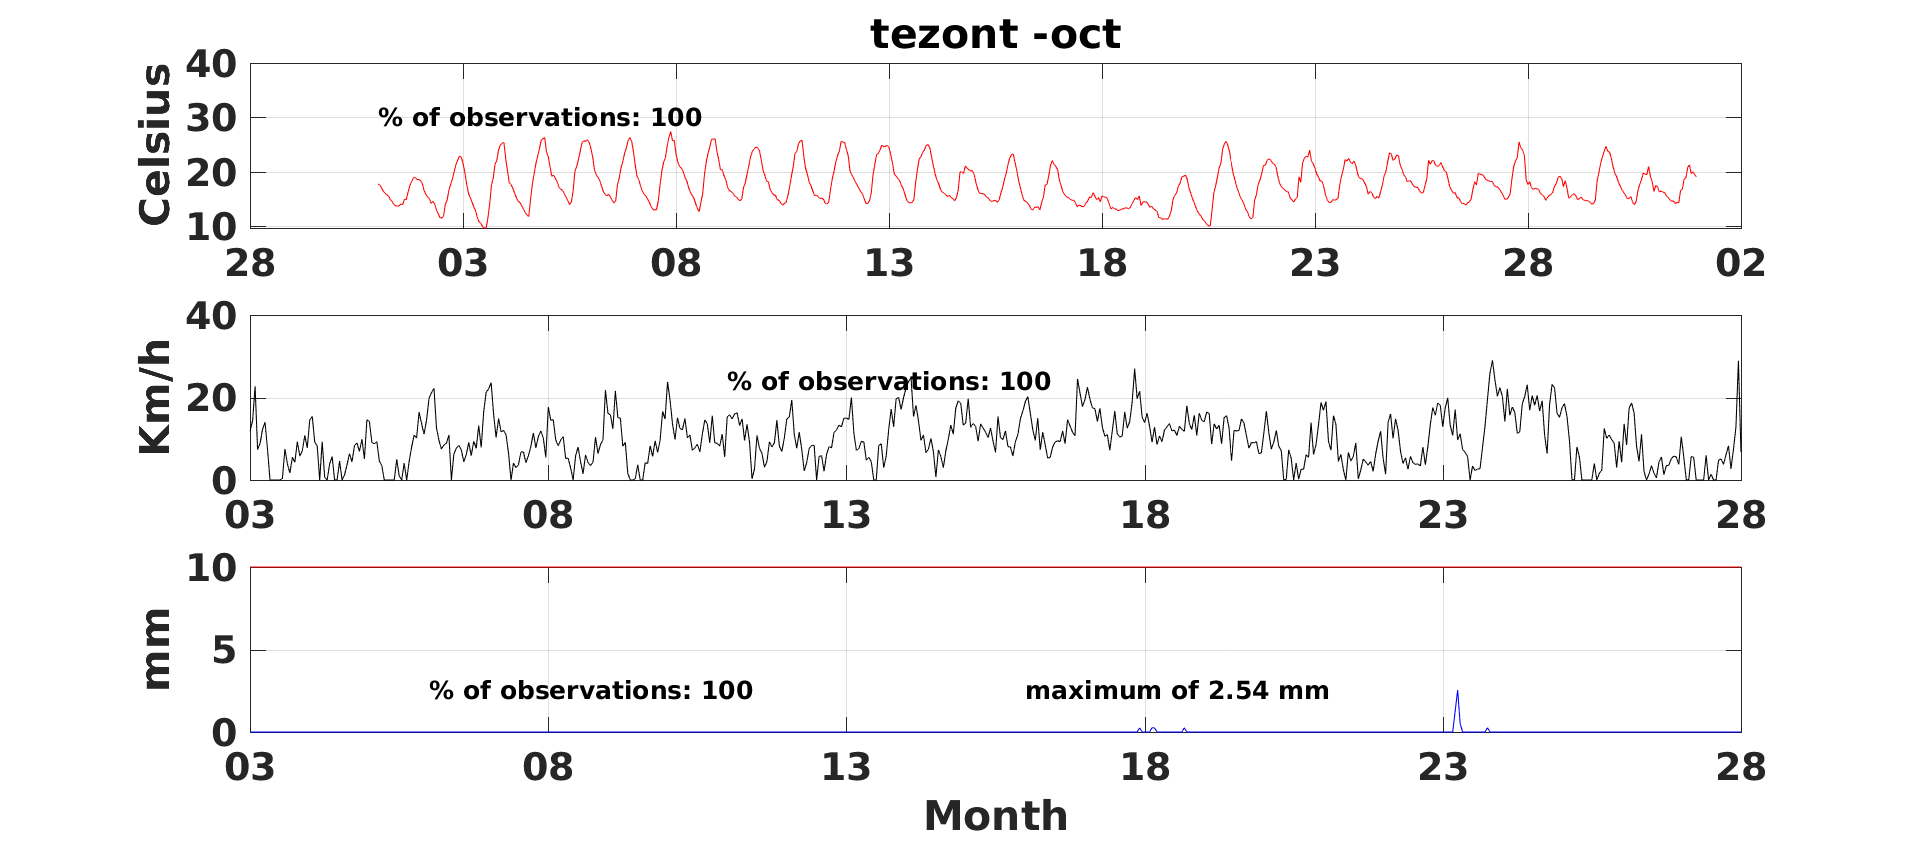 tezont -oct
Celsius
40
30
20
10
% of observations: 100
28 03 08 13 18 23 28 02
Km/h
40
20
0
% of observations: 100
03 08 13 18 23 28
mm
10
5
0
% of observations: 100 maximum of 2.54 mm
03 08 13 18 23 28
Month